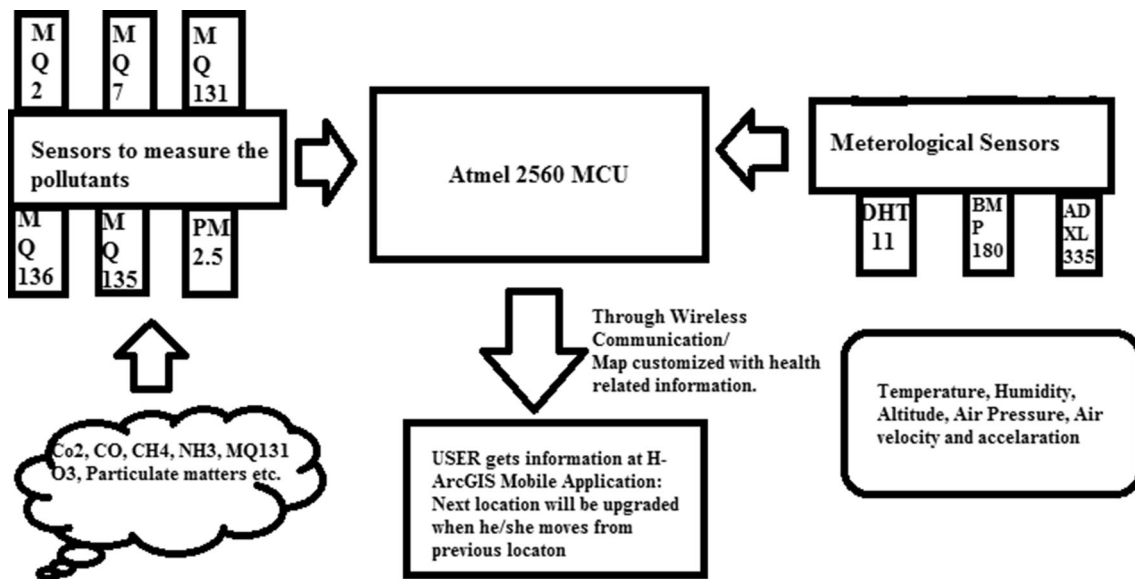 M
Q
2
M
Q
7
M
Q
131
Sensors to measure the
pollutants
M
Q
136
M
Q
135
PM
2.5
Co2, CO, CH4, NH3, MQ131
O3, Particulate matters etc.
Atmel 2560 MCU
Through Wireless
Communication/
Map customized with health
related information.
USER gets information at H-
ArcGIS Mobile Application:
Next location will be upgraded
when he/she moves from
previous locaton
Meterological Sensors
DHT
11
BM
P
180
AD
XL
335
Temperature, Humidity,
Altitude, Air Pressure, Air
velocity and accelaration